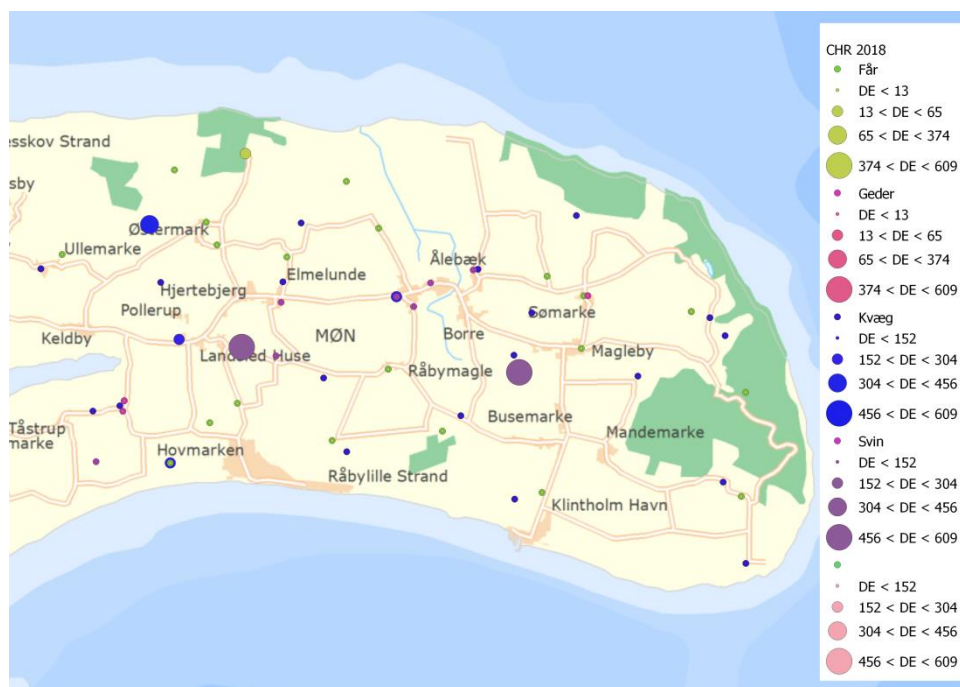 esskov Strand
sby
Østermark
Ullemarke
Hjertebjerg
Elmelunde
Ålebæk
Pollerup
Keldby
MØN
Borre
Sømarke
Magleby
Råbymagle
Busemarke
Mandemarke
Tåstrup
marke
Hovmarken
Råbylille Strand
Klintholm Havn
CHR 2018
Får
DE < 13
13 < DE < 65
65 < DE < 374
374 < DE < 609
Geder
DE < 13
13 < DE < 65
65 < DE < 374
374 < DE < 609
Kvæg
DE < 152
152 < DE < 304
304 < DE < 456
456 < DE < 609
Svin
DE < 152
152 < DE < 304
304 < DE < 456
456 < DE < 609
DE < 152
152 < DE < 304
304 < DE < 456
456 < DE < 609